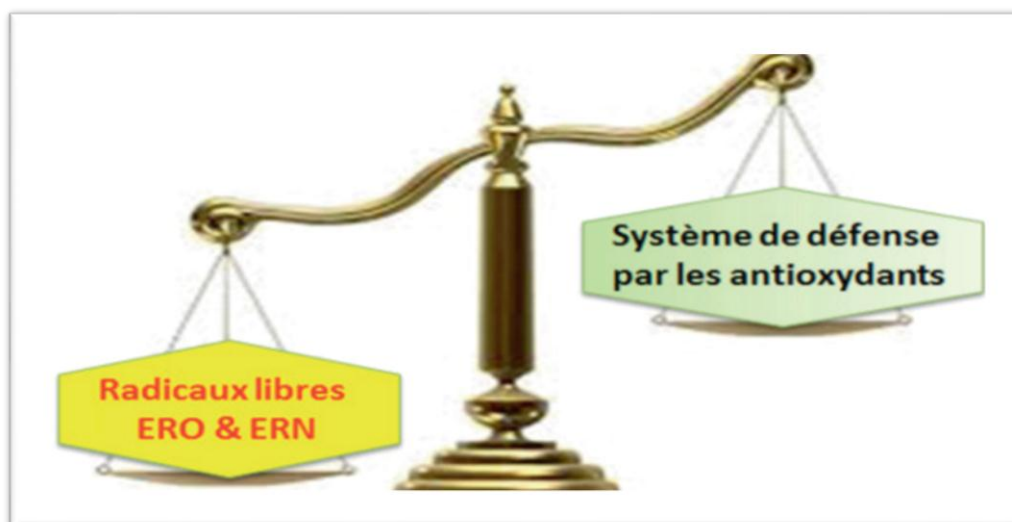 Système de défense
par les antioxydants
Radicaux libres
ERO & ERN